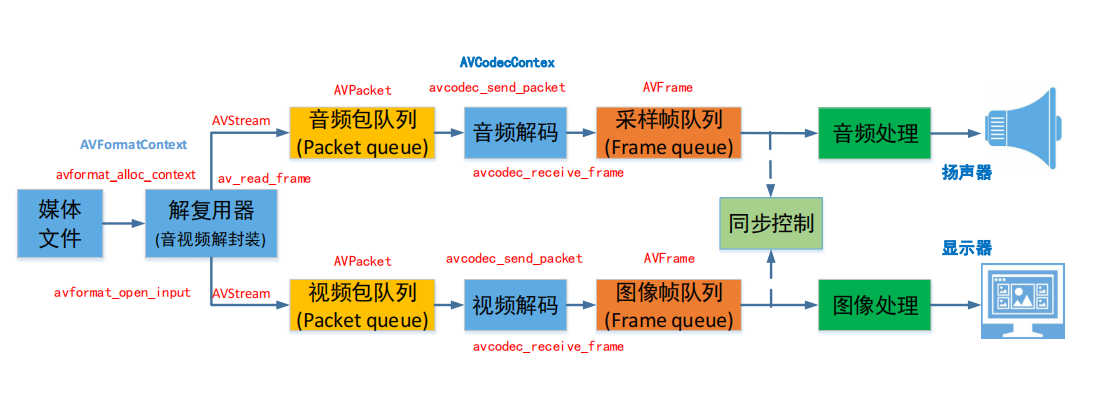 AVCodecContex
AVPacket
avcodec_send_packet
AVFrame
AVStream
音频包队列
(Packet queue)
音频解码
采样帧队列
(Frame queue)
音频处理
AVFormatContext
avformat_alloc_context
av_read_frame
avcodec_receive_frame
扬声器
媒体
文件
解复用器
(音视频解封装)
同步控制
显示器
avformat_open_input
AVStream
AVPacket
avcodec_send_packet
AVFrame
视频包队列
(Packet queue)
视频解码
图像帧队列
(Frame queue)
图像处理
avcodec_receive_frame